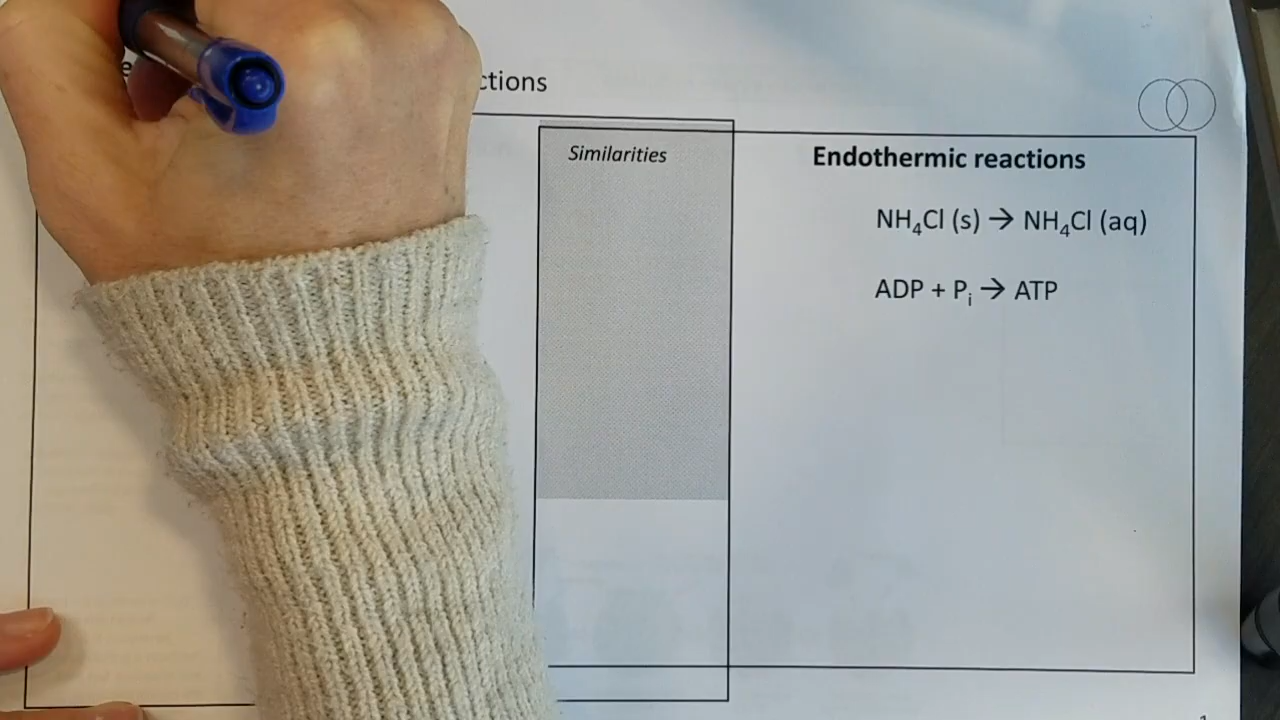 ctions
Similarities
Endothermic reactions
NH₄Cl (s) → NH₄Cl (aq)
ADP + Pᵢ → ATP